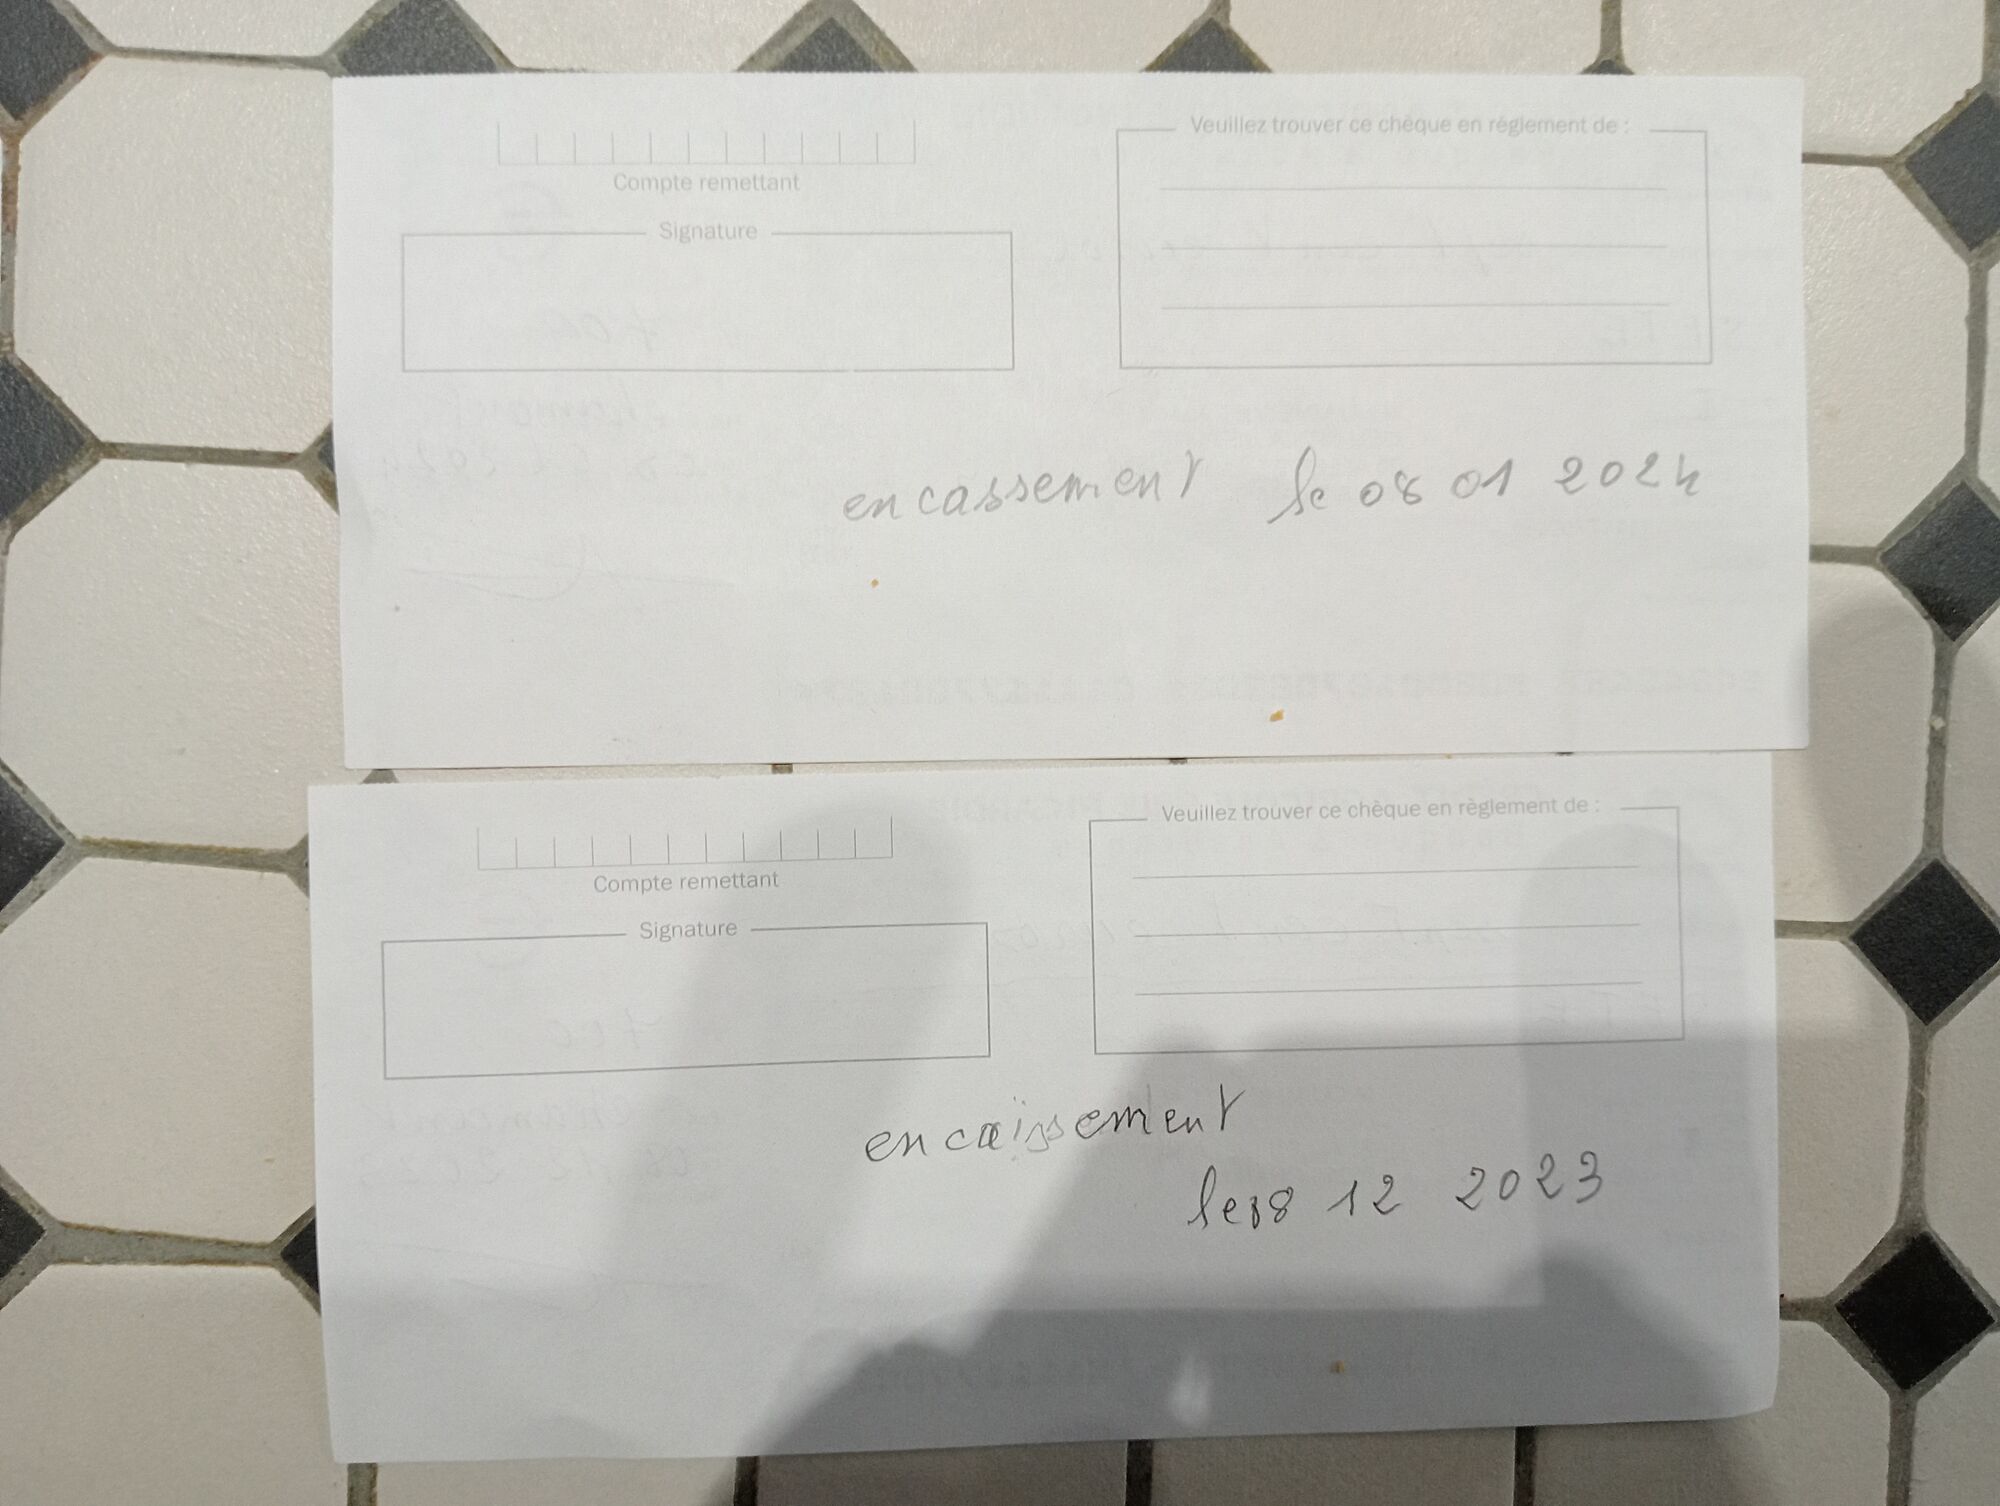 Veuillez trouver ce chèque en règlement de :
Compte remettant
Signature
encassement le 08 01 2024
Veuillez trouver ce chèque en règlement de :
Compte remettant
Signature
encaïssement
le 08 12 2023